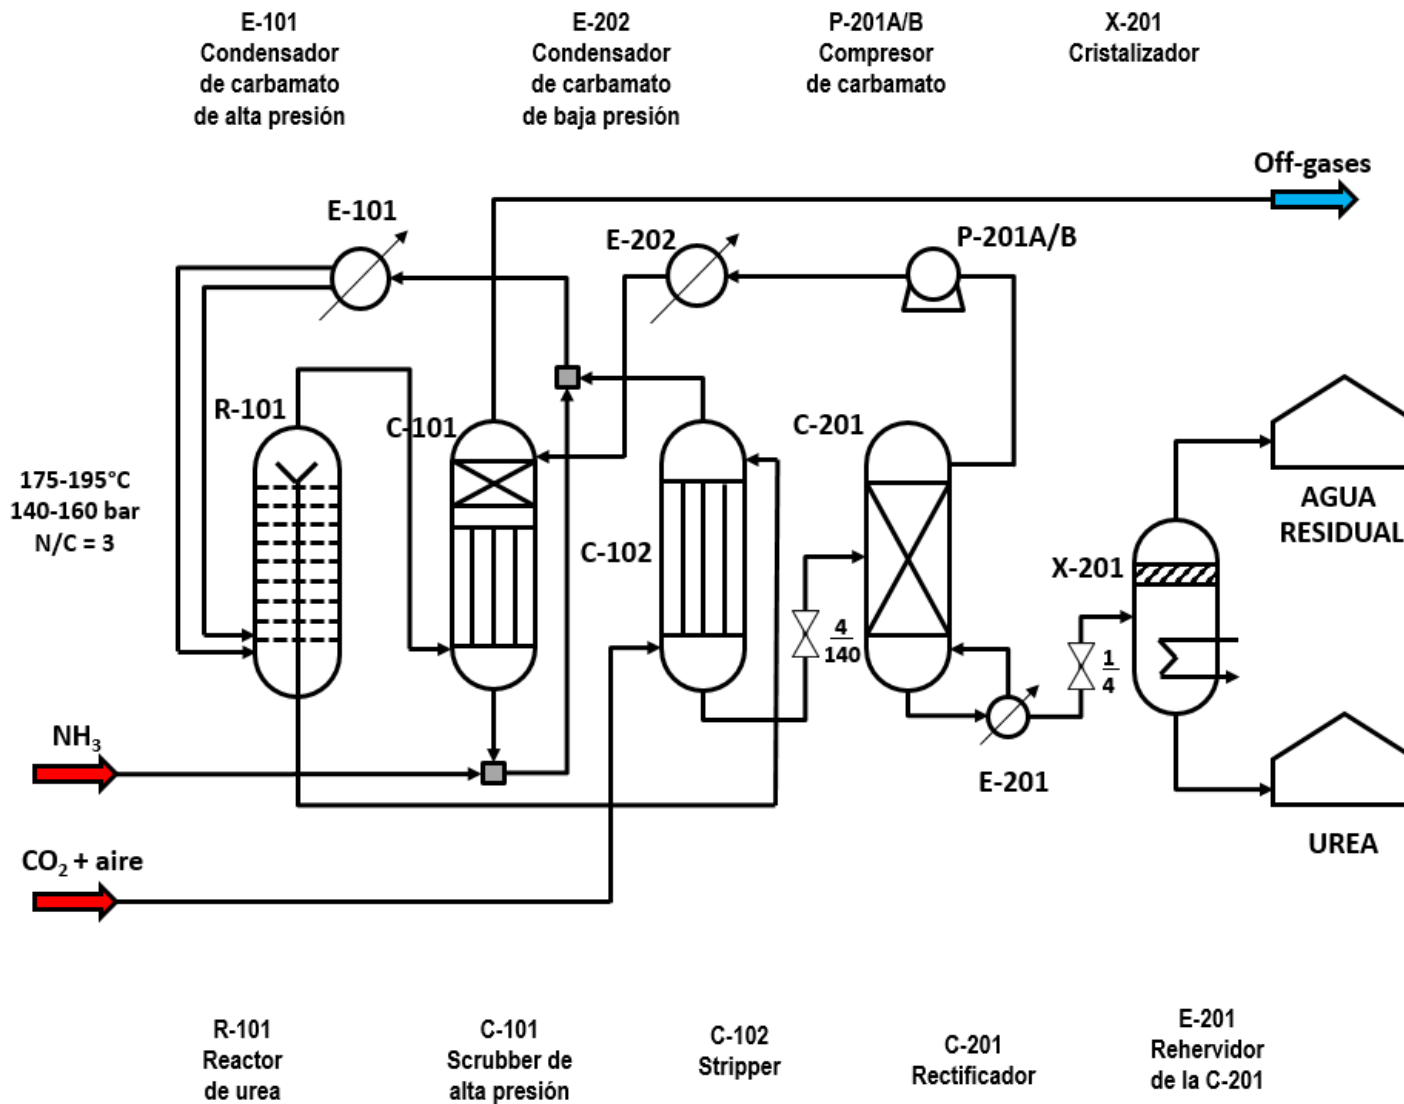 E-101
Condensador
de carbamato
de alta presión
E-202
Condensador
de carbamato
de baja presión
P-201A/B
Compresor
de carbamato
X-201
Cristalizador
Off-gases
E-101
E-202
P-201A/B
R-101
C-101
C-201
175-195°C
140-160 bar
N/C = 3
C-102
X-201
AGUA
RESIDUAL
4
140
1
4
NH₃
E-201
UREA
CO₂ + aire
R-101
Reactor
de urea
C-101
Scrubber de
alta presión
C-102
Stripper
C-201
Rectificador
E-201
Rehervidor
de la C-201